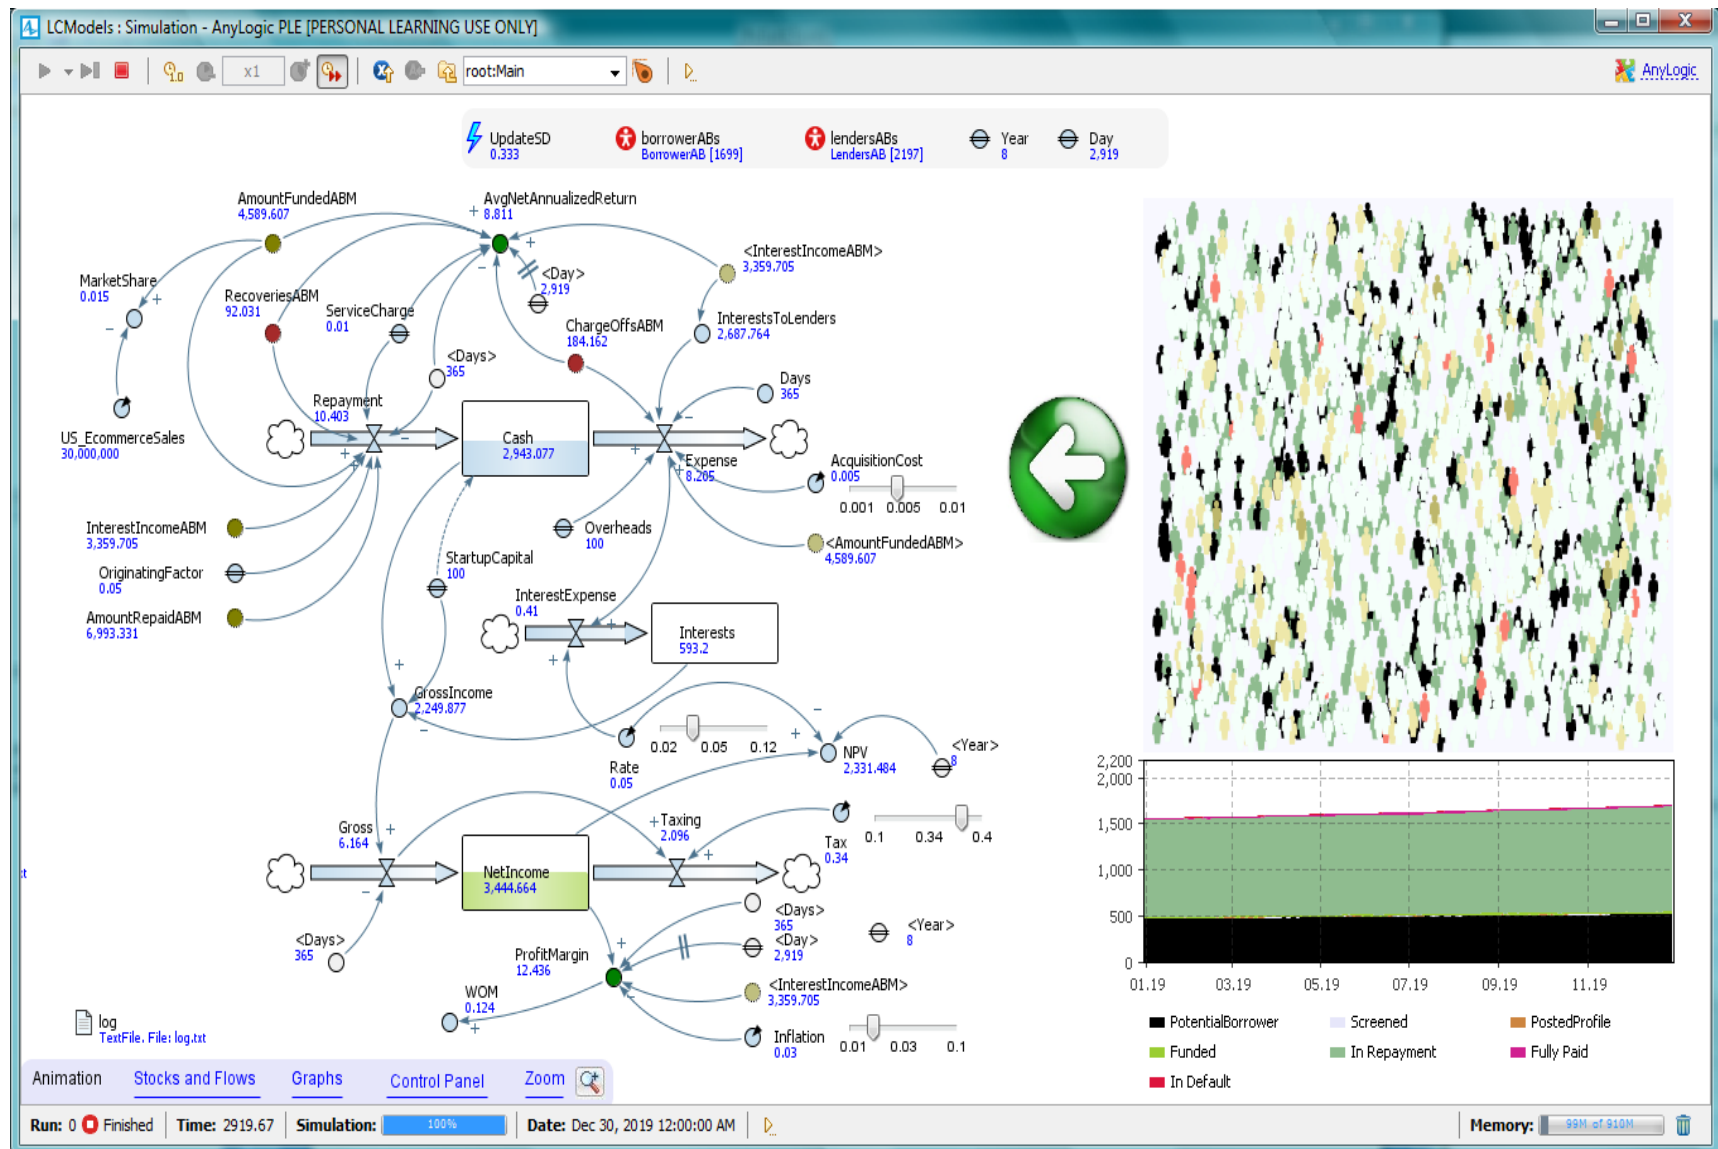 LCModels : Simulation - AnyLogic PLE [PERSONAL LEARNING USE ONLY]
x1
root:Main
AnyLogic
UpdateSD
0.333
borrowerABs
BorrowerAB [1699]
lendersABs
LendersAB [2197]
Year
8
Day
2,919
AmountFundedABM
4,589.607
AvgNetAnnualizedReturn
+ 8.811
<InterestIncomeABM>
3,359.705
MarketShare
0.015
RecoveriesABM
92.031
ServiceCharge
0.01
<Day>
2,919
ChargeOffsABM
184.162
InterestsToLenders
2,687.764
<Days>
365
Days
365
Repayment
10.403
US_EcommerceSales
30,000,000
Cash
2,943.077
Expense
8.205
AcquisitionCost
0.005
0.001 0.005 0.01
InterestIncomeABM
3,359.705
Overheads
100
<AmountFundedABM>
4,589.607
OriginatingFactor
0.05
StartupCapital
100
AmountRepaidABM
6,993.331
InterestExpense
0.41
Interests
593.2
GrossIncome
2,249.877
0.02 0.05 0.12
Rate
0.05
NPV
2,331.484
<Year>
8
Gross
6.164
Taxing
2.096
Tax
0.34
0.1 0.34 0.4
NetIncome
3,444.664
<Days>
365
<Days>
365
<Day>
2,919
<Year>
8
ProfitMargin
12.436
<InterestIncomeABM>
3,359.705
WOM
0.124
Inflation
0.03
0.01 0.03 0.1
log
TextFile. File: log.txt
2,200
2,000
1,500
1,000
500
0
01.19 03.19 05.19 07.19 09.19 11.19
PotentialBorrower Screened PostedProfile
Funded In Repayment Fully Paid
In Default
Animation Stocks and Flows Graphs Control Panel Zoom
Run: 0 Finished Time: 2919.67 Simulation: 100% Date: Dec 30, 2019 12:00:00 AM Memory: 99M of 910M